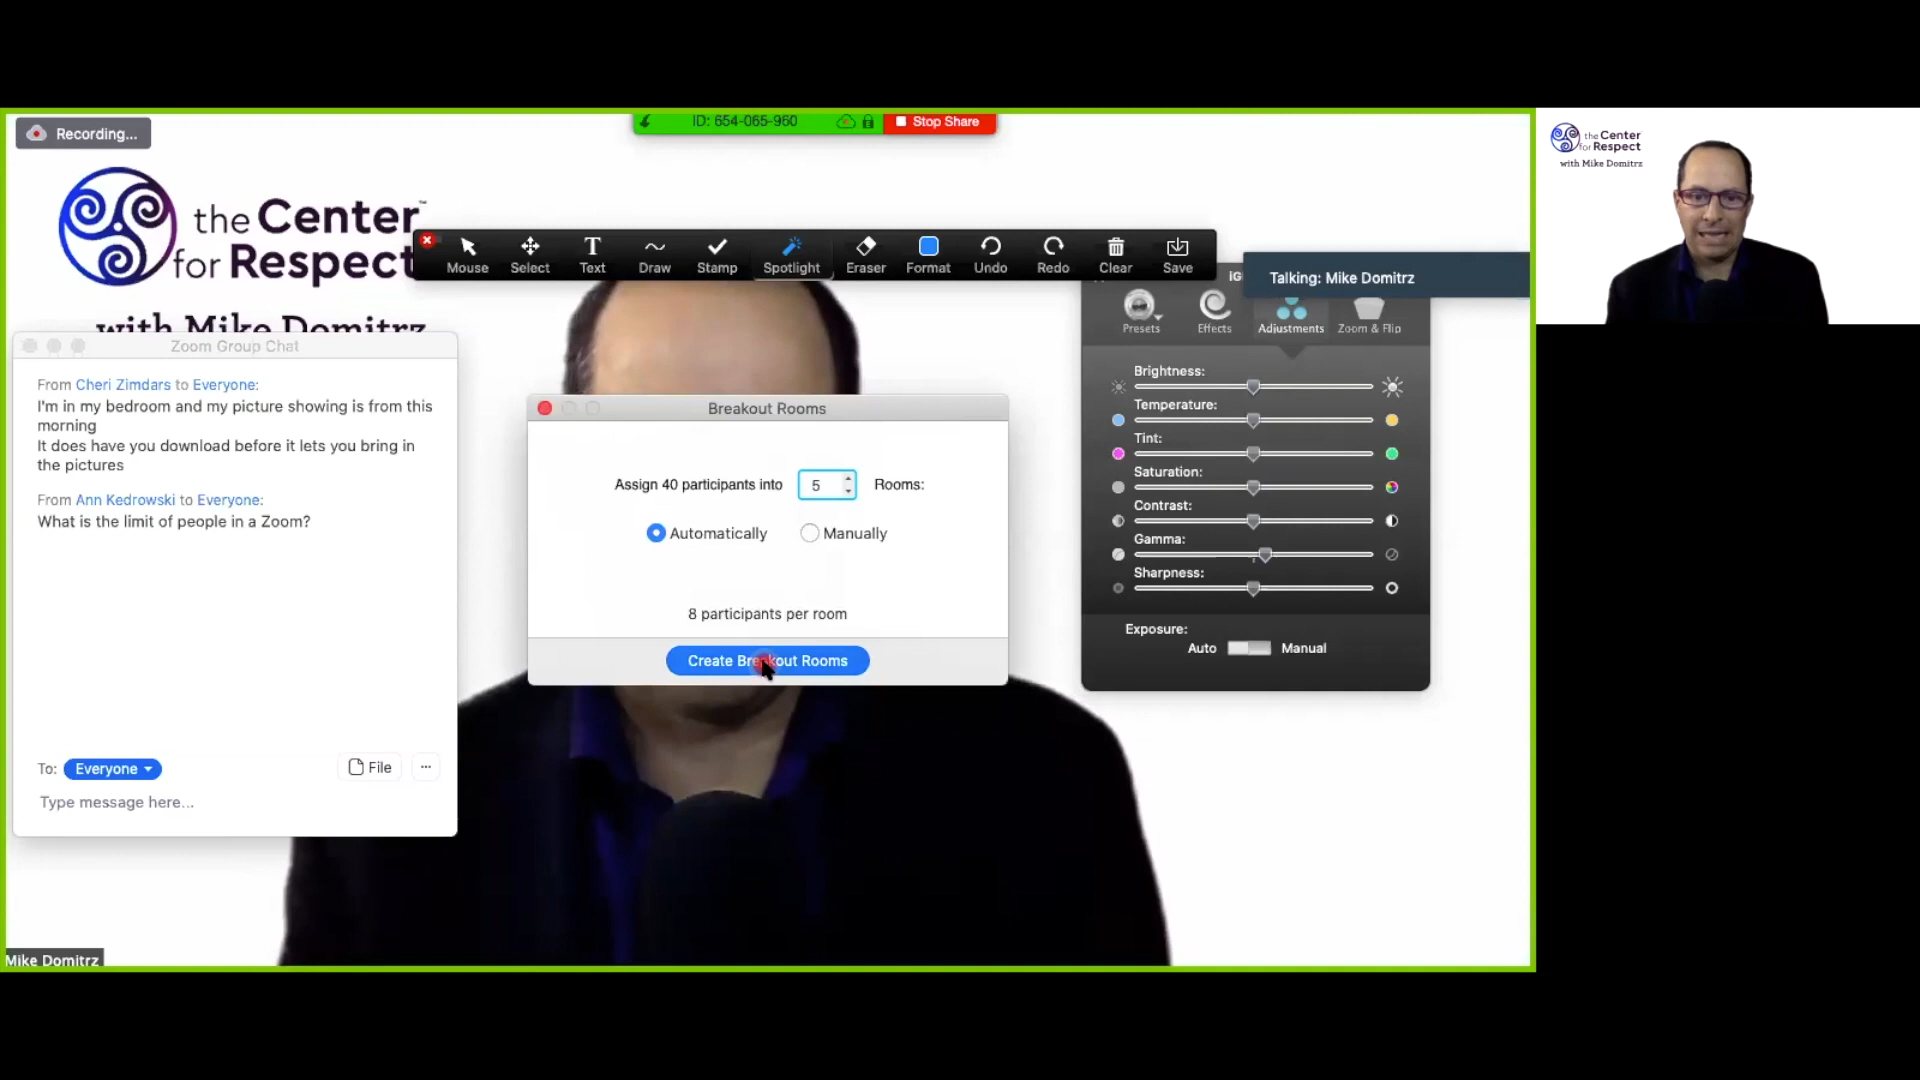 Recording...
ID: 654-065-960
Stop Share
the Center™
for Respect
with Mike Domitrz
Mouse
Select
Text
Draw
Stamp
Spotlight
Eraser
Format
Undo
Redo
Clear
Save
Talking: Mike Domitrz
the Center
for Respect
with Mike Domitrz
Presets
Effects
Adjustments
Zoom & Flip
Zoom Group Chat
From Cheri Zimdars to Everyone:
I'm in my bedroom and my picture showing is from this
morning
It does have you download before it lets you bring in
the pictures
From Ann Kedrowski to Everyone:
What is the limit of people in a Zoom?
To: Everyone
File
...
Type message here...
Breakout Rooms
Assign 40 participants into 5 Rooms:
Automatically
Manually
8 participants per room
Create Breakout Rooms
Brightness:
Temperature:
Tint:
Saturation:
Contrast:
Gamma:
Sharpness:
Exposure:
Auto
Manual
Mike Domitrz